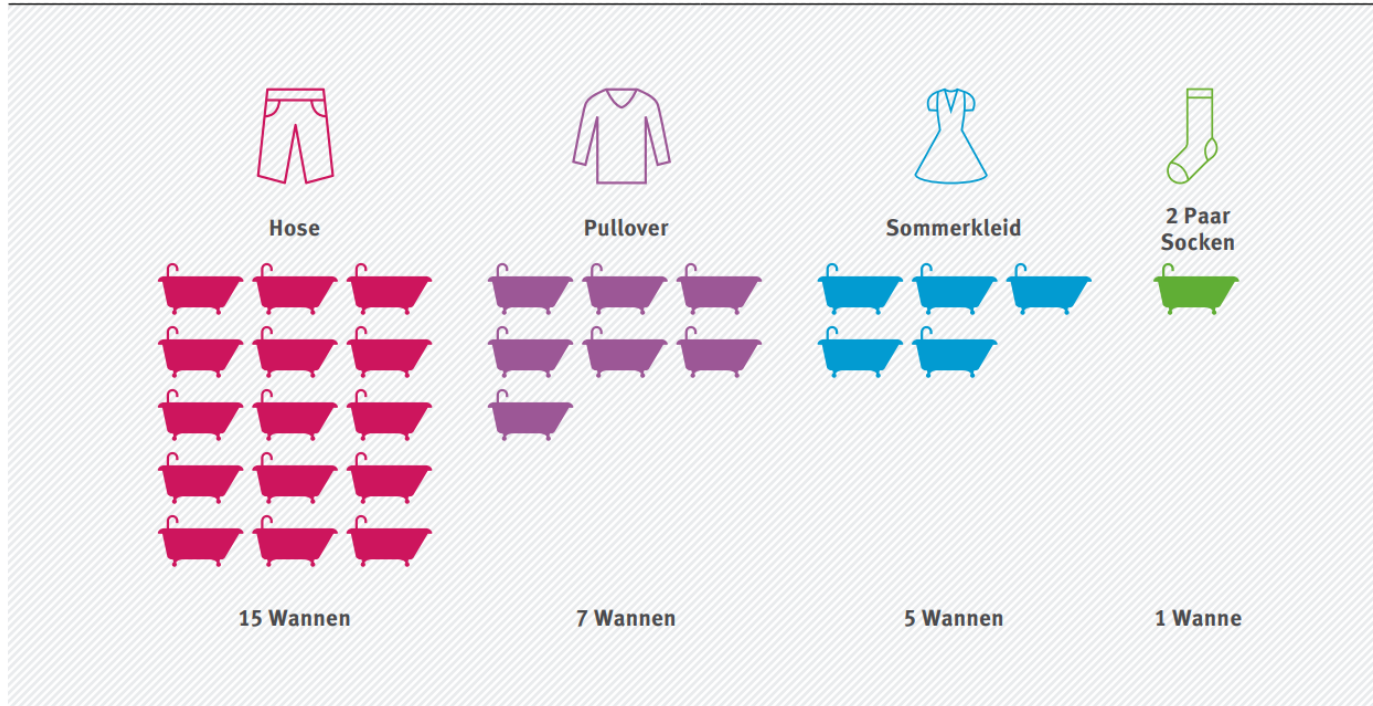 Hose
Pullover
Sommerkleid
2 Paar
Socken
15 Wannen
7 Wannen
5 Wannen
1 Wanne